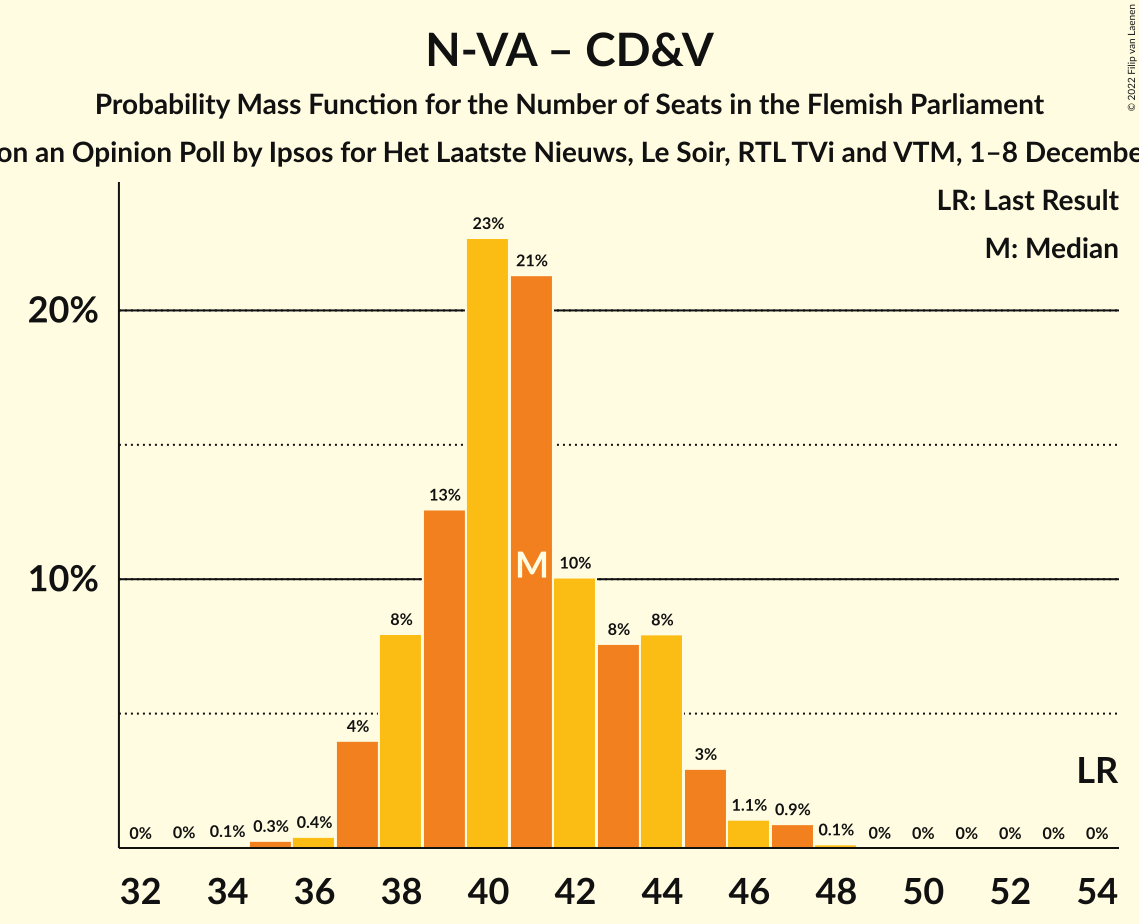 N-VA – CD&V
Probability Mass Function for the Number of Seats in the Flemish Parliament
on an Opinion Poll by Ipsos for Het Laatste Nieuws, Le Soir, RTL TVi and VTM, 1–8 Decembe
© 2022 Filip van Laenen
LR: Last Result
M: Median
20%
10%
0% 0% 0.1% 0.3% 0.4% 4% 8% 13% 23% 21% 10% 8% 8% 3% 1.1% 0.9% 0.1% 0% 0% 0% 0% 0% 0%
M
LR
32 34 36 38 40 42 44 46 48 50 52 54